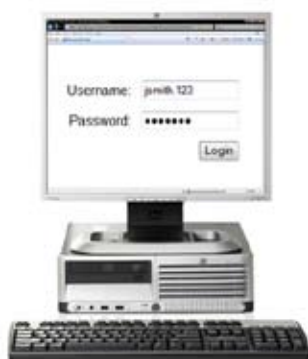 Username: jsmith 123
Password: •••••••
Login